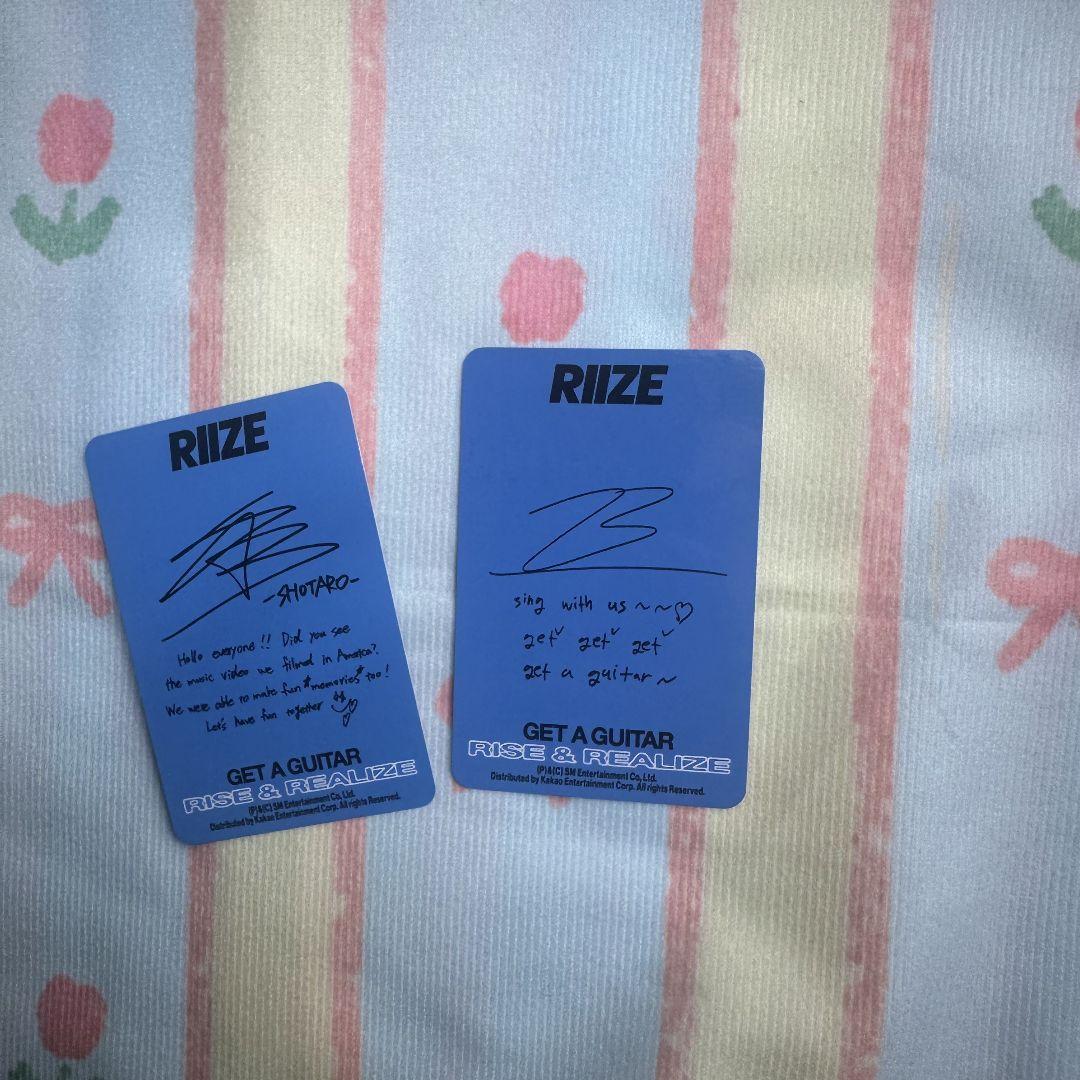 RIIZE
-SHOTARO-
Hello everyone!! Did you see
the music video we filmed in America?
We were able to make fun *memories* too!
Let's have fun together
GET A GUITAR
RISE & REALIZE
(P)&(C) SM Entertainment Co., Ltd.
Distributed by Kakao Entertainment Corp. All rights Reserved.
RIIZE
sing with us ~~♡
get get get
get a guitar ~
GET A GUITAR
RISE & REALIZE
(P)&(C) SM Entertainment Co., Ltd.
Distributed by Kakao Entertainment Corp. All rights Reserved.